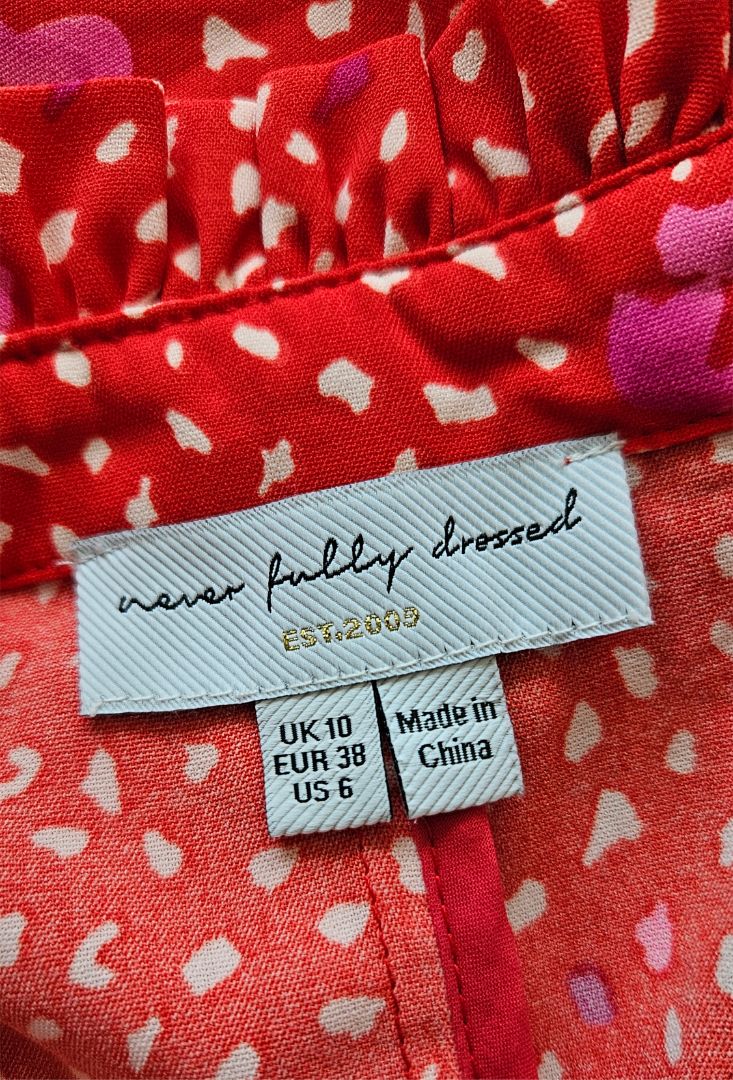 never fully dressed
EST.2009
UK 10
EUR 38
US 6
Made in
China